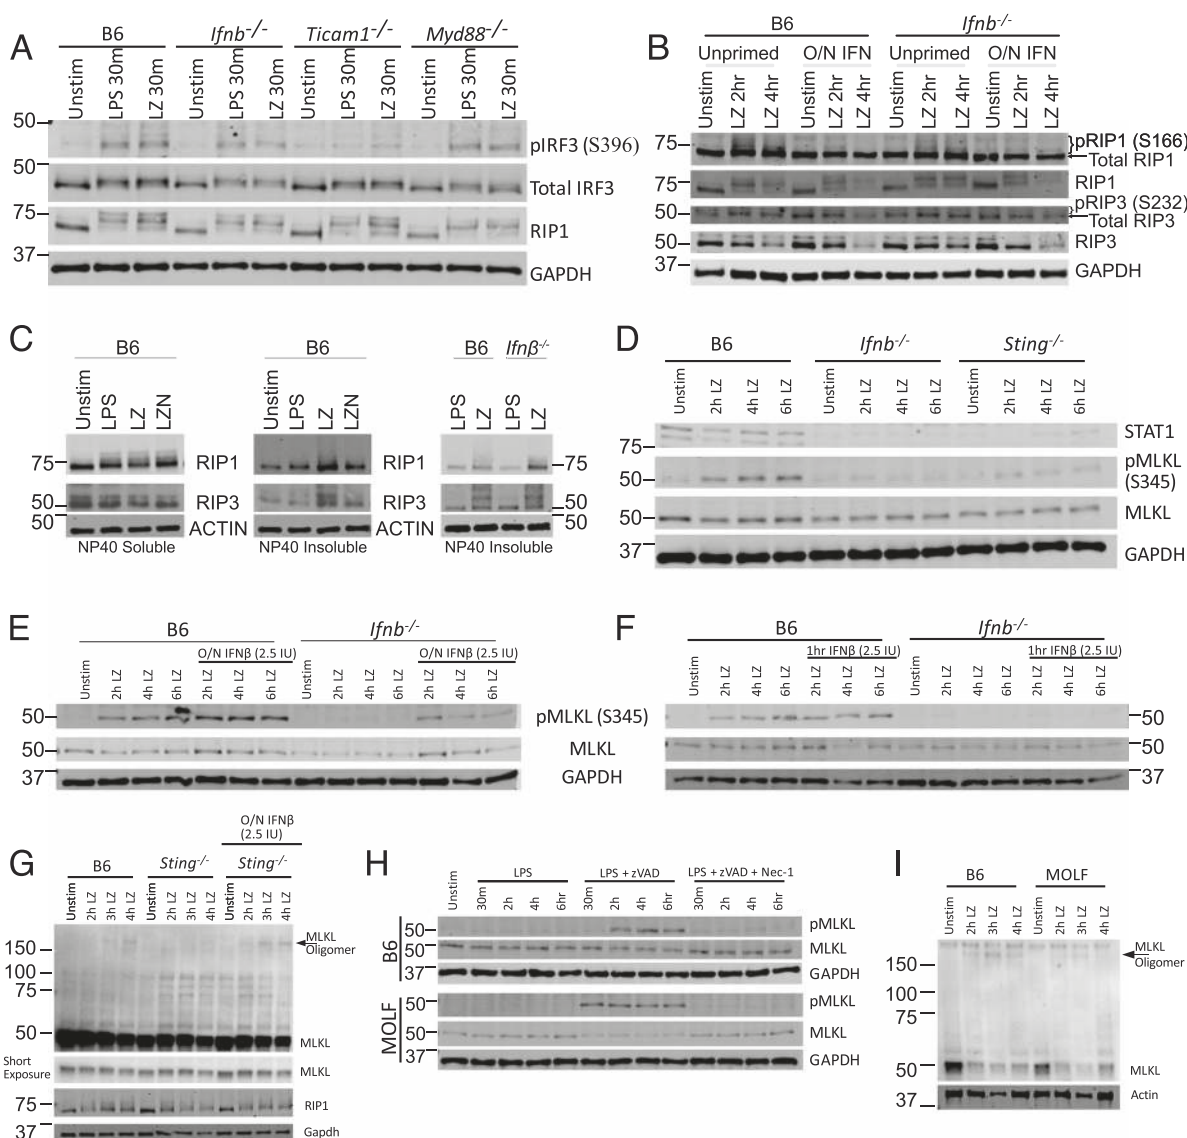 A
B6 Ifnb-/- Ticam1-/- Myd88-/-
Unstim LPS 30m LZ 30m Unstim LPS 30m LZ 30m Unstim LPS 30m LZ 30m Unstim LPS 30m LZ 30m
50
pIRF3 (S396)
50
Total IRF3
75
RIP1
37
GAPDH
B
B6 Ifnb-/-
Unprimed O/N IFN Unprimed O/N IFN
Unstim LZ 2hr LZ 4hr Unstim LZ 2hr LZ 4hr Unstim LZ 2hr LZ 4hr Unstim LZ 2hr LZ 4hr
75
pRIP1 (S166)
Total RIP1
75
RIP1
pRIP3 (S232)
50
Total RIP3
50
RIP3
37
GAPDH
C
B6 B6 B6 Ifnβ-/-
Unstim LPS LZ LZN Unstim LPS LZ LZN LPS LZ LPS LZ
75 RIP1 RIP1 75
50 RIP3 RIP3 50
50 ACTIN ACTIN 50
NP40 Soluble NP40 Insoluble NP40 Insoluble
D
B6 Ifnb-/- Sting-/-
Unstim 2h LZ 4h LZ 6h LZ Unstim 2h LZ 4h LZ 6h LZ Unstim 2h LZ 4h LZ 6h LZ
STAT1
75
pMLKL
(S345)
50
50 MLKL
37
GAPDH
E
B6 Ifnb-/-
O/N IFNβ (2.5 IU) O/N IFNβ (2.5 IU)
Unstim 2h LZ 4h LZ 6h LZ 2h LZ 4h LZ 6h LZ Unstim 2h LZ 4h LZ 6h LZ 2h LZ 4h LZ 6h LZ
50 pMLKL (S345)
50 MLKL
37 GAPDH
F
B6 Ifnb-/-
1hr IFNβ (2.5 IU) 1hr IFNβ (2.5 IU)
Unstim 2h LZ 4h LZ 6h LZ 2h LZ 4h LZ 6h LZ Unstim 2h LZ 4h LZ 6h LZ 2h LZ 4h LZ 6h LZ
50
50
37
G
O/N IFNβ
(2.5 IU)
B6 Sting-/- Sting-/-
Unstim 2h LZ 3h LZ 4h LZ Unstim 2h LZ 3h LZ 4h LZ Unstim 2h LZ 3h LZ 4h LZ
MLKL
Oligomer
150
100
75
50
MLKL
Short
Exposure
MLKL
75 RIP1
37 Gapdh
H
LPS LPS + zVAD LPS + zVAD + Nec-1
Unstim 30m 2h 4h 6hr 30m 2h 4h 6hr 30m 2h 4h 6hr
B6
50 pMLKL
50 MLKL
37 GAPDH
MOLF
50 pMLKL
50 MLKL
37 GAPDH
I
B6 MOLF
Unstim 2h LZ 3h LZ 4h LZ Unstim 2h LZ 3h LZ 4h LZ
MLKL
Oligomer
150
100
75
50 MLKL
37 Actin